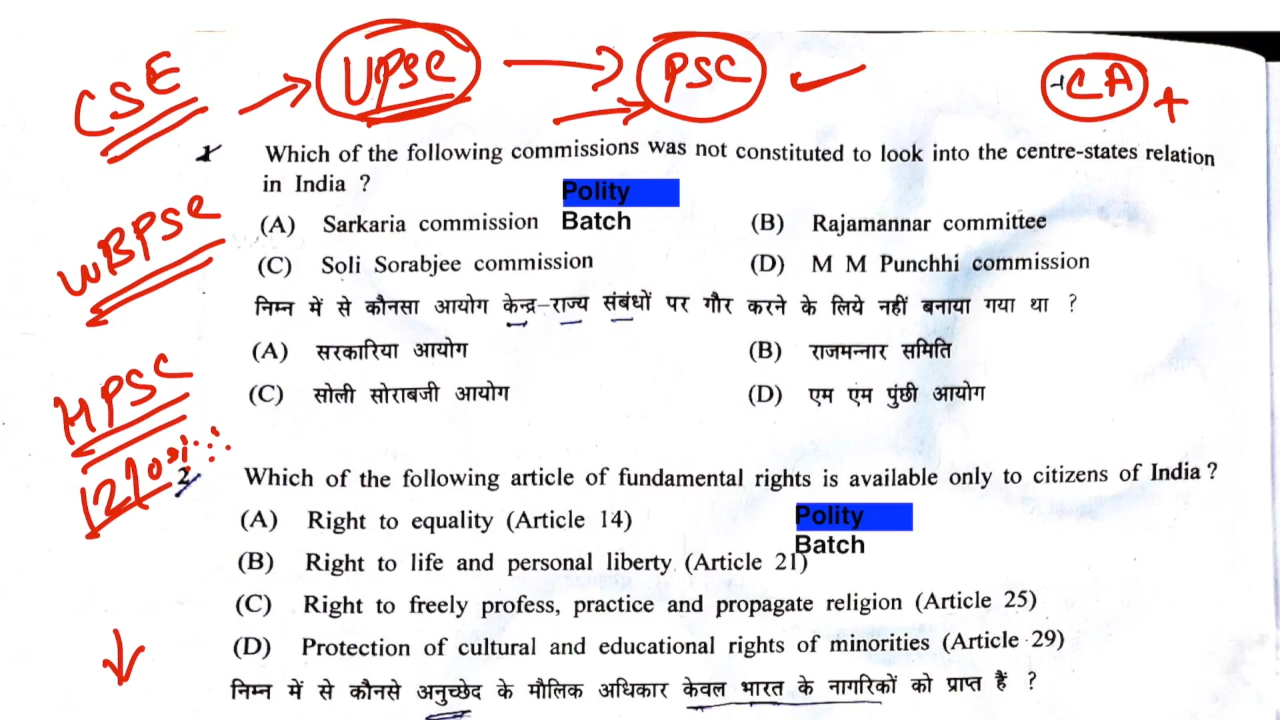 CSE → UPSC → PSC ✓ CA +
1 Which of the following commissions was not constituted to look into the centre-states relation
in India ?
Polity
Batch
(A) Sarkaria commission (B) Rajamannar committee
WBPSC
(C) Soli Sorabjee commission (D) M M Punchhi commission
निम्न में से कौनसा आयोग केन्द्र–राज्य संबंधों पर गौर करने के लिये नहीं बनाया गया था ?
(A) सरकारिया आयोग (B) राजमन्नार समिति
(C) सोली सोराबजी आयोग (D) एम एम पुंछी आयोग
HPSC
2 Which of the following article of fundamental rights is available only to citizens of India ?
(A) Right to equality (Article 14)
Polity
Batch
(B) Right to life and personal liberty (Article 21)
(C) Right to freely profess, practice and propagate religion (Article 25)
(D) Protection of cultural and educational rights of minorities (Article 29)
निम्न में से कौनसे अनुच्छेद के मौलिक अधिकार केवल भारत के नागरिकों को प्राप्त हैं ?